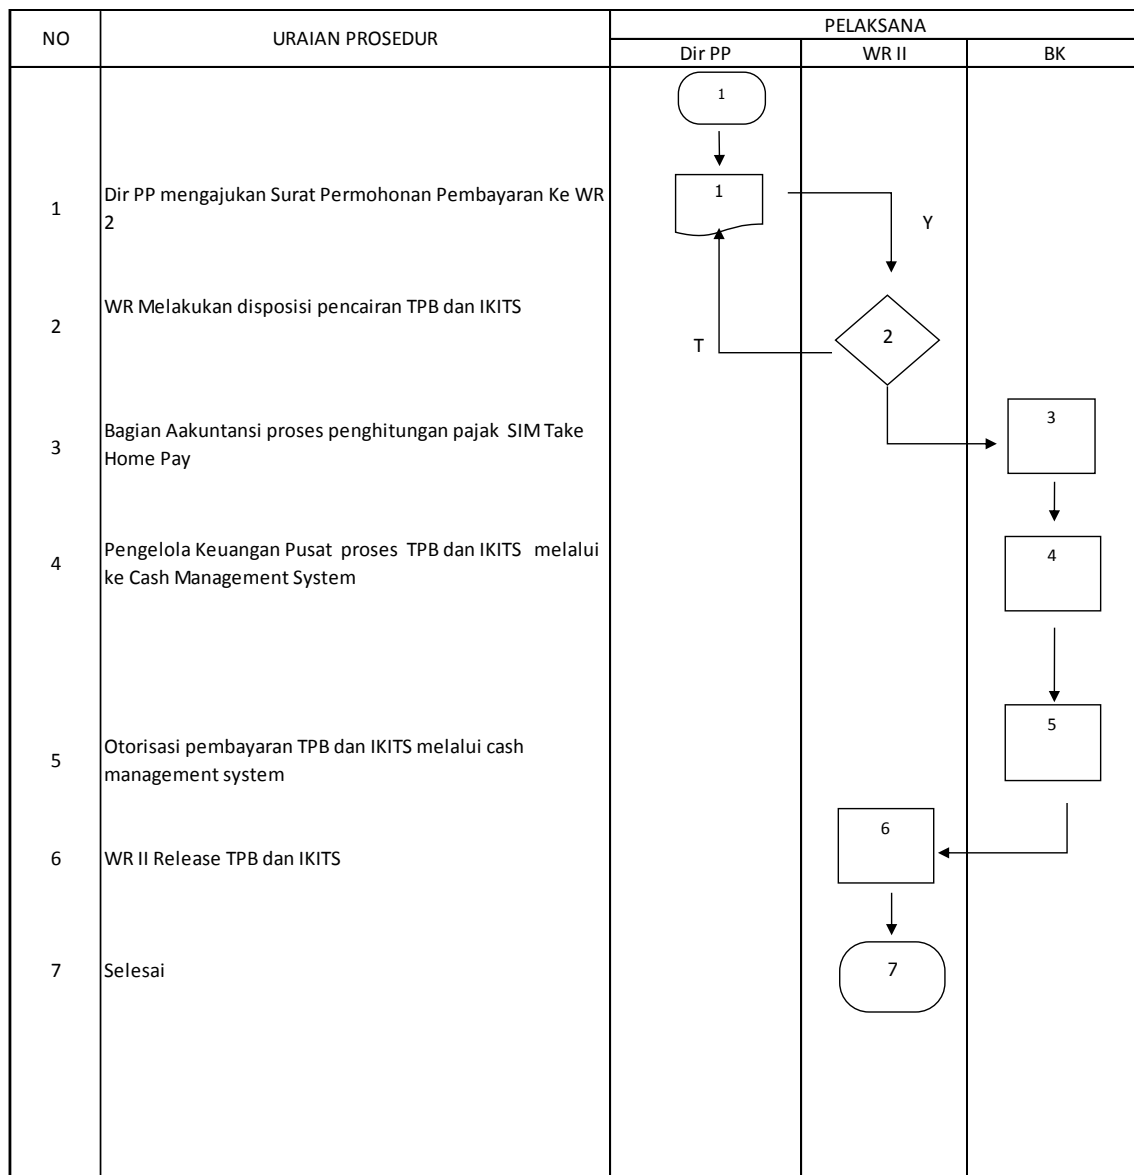 NO
URAIAN PROSEDUR
PELAKSANA
Dir PP
WR II
BK
1
1
Dir PP mengajukan Surat Permohonan Pembayaran Ke WR
2
1
Y
2
WR Melakukan disposisi pencairan TPB dan IKITS
T
2
3
Bagian Aakuntansi proses penghitungan pajak SIM Take
Home Pay
3
4
Pengelola Keuangan Pusat proses TPB dan IKITS melalui
ke Cash Management System
4
5
Otorisasi pembayaran TPB dan IKITS melalui cash
management system
5
6
WR II Release TPB dan IKITS
6
7
Selesai
7